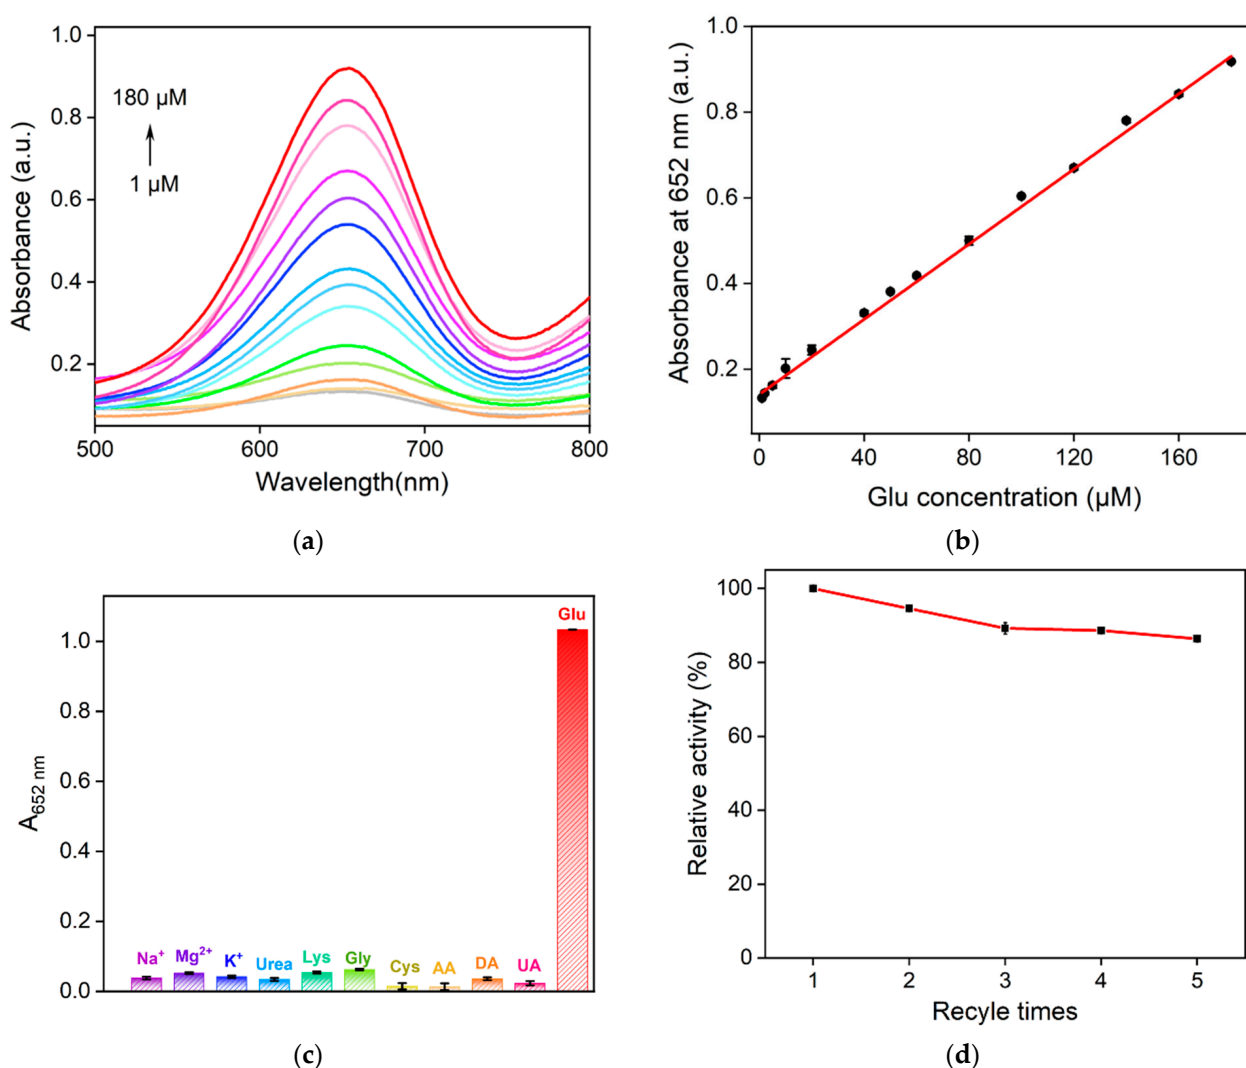 1.0
0.8
0.6
0.4
0.2
Absorbance (a.u.)
180 µM
1 µM
500
600
700
800
Wavelength(nm)
(a)
1.0
0.8
0.6
0.4
0.2
Absorbance at 652 nm (a.u.)
0
40
80
120
160
Glu concentration (µM)
(b)
1.0
0.8
0.6
0.4
0.2
0.0
A652 nm
Na+
Mg2+
K+
Urea
Lys
Gly
Cys
AA
DA
UA
Glu
(c)
100
80
60
40
20
0
Relative activity (%)
1
2
3
4
5
Recyle times
(d)